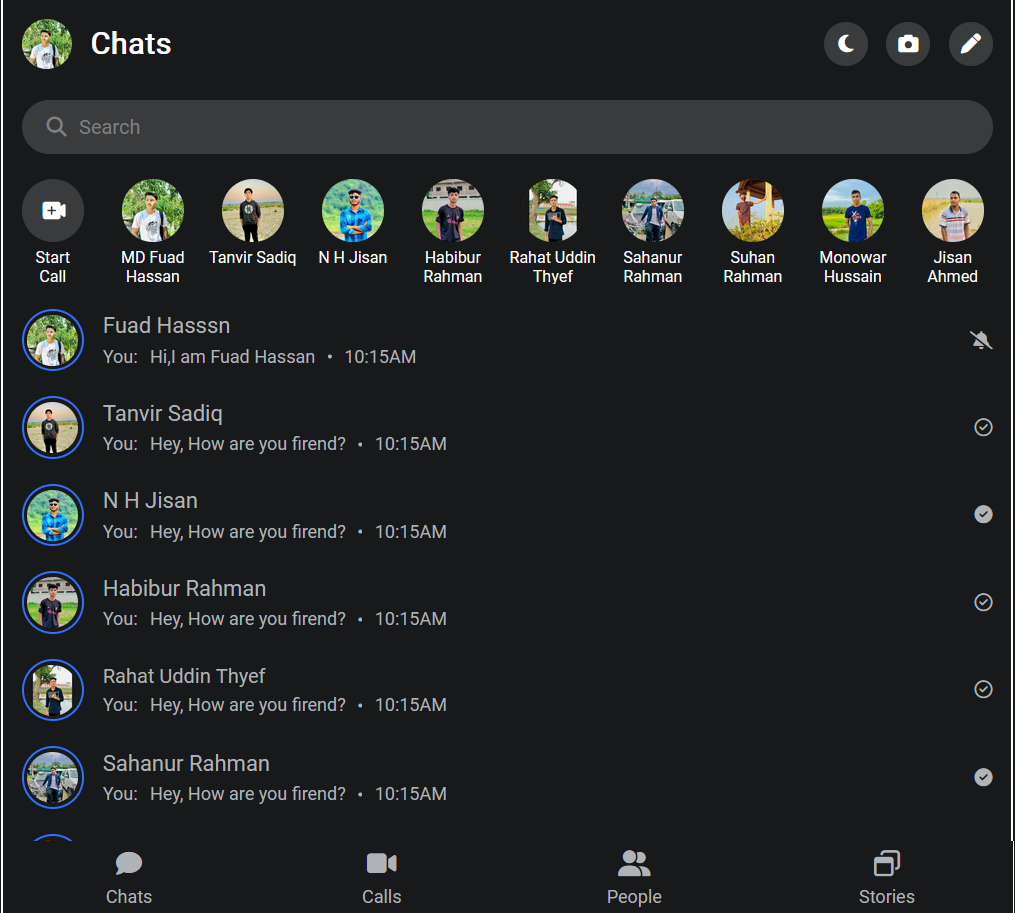 Chats
Search
Start
Call
MD Fuad
Hassan
Tanvir Sadiq
N H Jisan
Habibur
Rahman
Rahat Uddin
Thyef
Sahanur
Rahman
Suhan
Rahman
Monowar
Hussain
Jisan
Ahmed
Fuad Hasssn
You: Hi,I am Fuad Hassan • 10:15AM
Tanvir Sadiq
You: Hey, How are you firend? • 10:15AM
N H Jisan
You: Hey, How are you firend? • 10:15AM
Habibur Rahman
You: Hey, How are you firend? • 10:15AM
Rahat Uddin Thyef
You: Hey, How are you firend? • 10:15AM
Sahanur Rahman
You: Hey, How are you firend? • 10:15AM
Chats
Calls
People
Stories